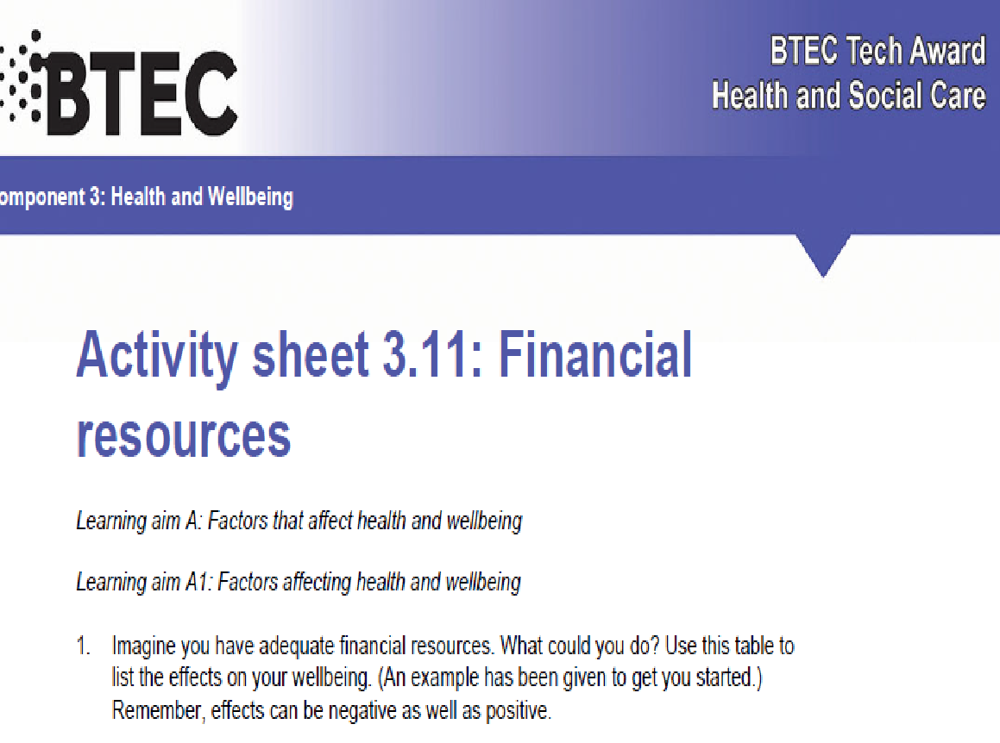 BTEC
BTEC Tech Award
Health and Social Care
omponent 3: Health and Wellbeing
Activity sheet 3.11: Financial
resources
Learning aim A: Factors that affect health and wellbeing
Learning aim A1: Factors affecting health and wellbeing
1. Imagine you have adequate financial resources. What could you do? Use this table to
list the effects on your wellbeing. (An example has been given to get you started.)
Remember, effects can be negative as well as positive.